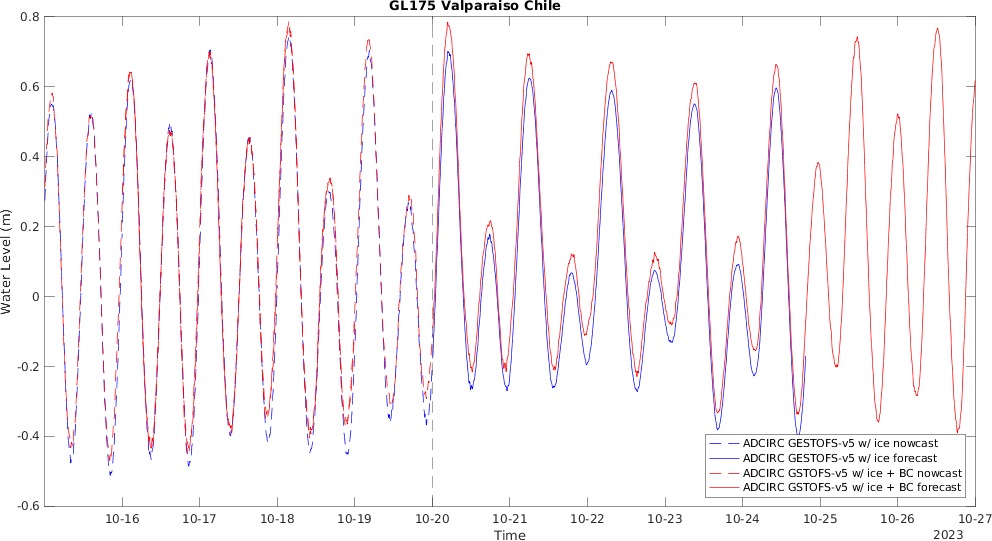 GL175 Valparaiso Chile
0.8
0.6
0.4
0.2
0
-0.2
-0.4
-0.6
Water Level (m)
10-16 10-17 10-18 10-19 10-20 10-21 10-22 10-23 10-24 10-25 10-26 10-27
Time
2023
ADCIRC GESTOFS-v5 w/ ice nowcast
ADCIRC GESTOFS-v5 w/ ice forecast
ADCIRC GSTOFS-v5 w/ ice + BC nowcast
ADCIRC GSTOFS-v5 w/ ice + BC forecast